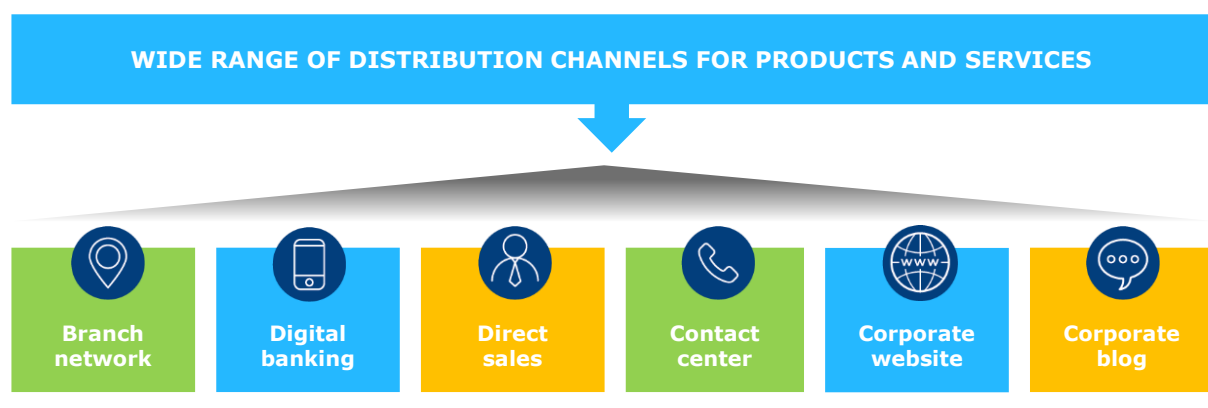 WIDE RANGE OF DISTRIBUTION CHANNELS FOR PRODUCTS AND SERVICES
Branch
network
Digital
banking
Direct
sales
Contact
center
www
Corporate
website
Corporate
blog